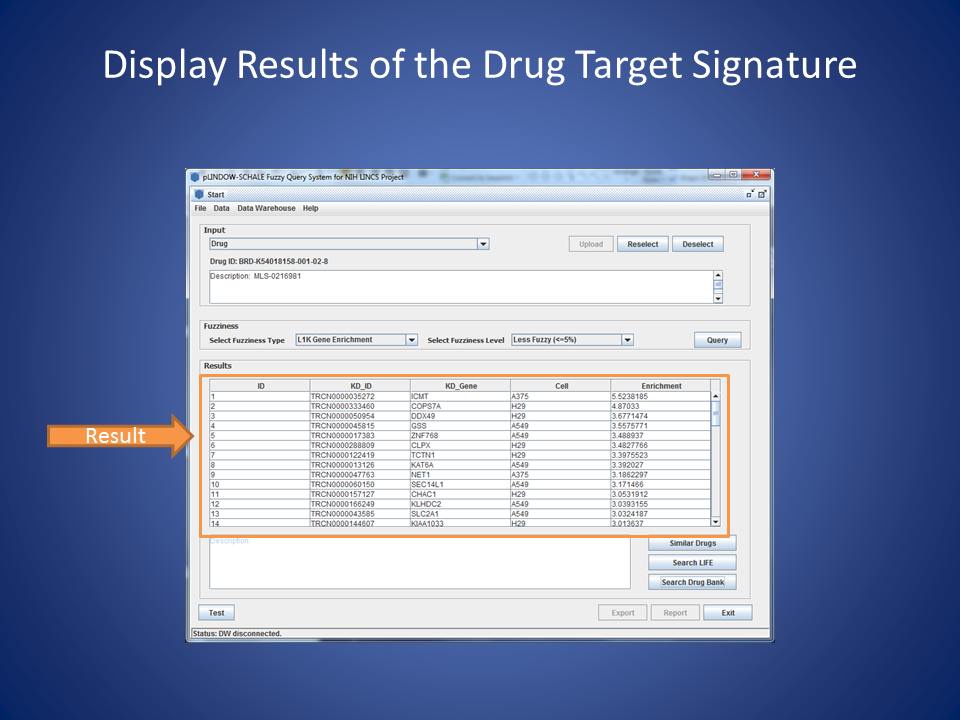 Display Results of the Drug Target Signature
pLINDOW-SCHALE Fuzzy Query System for NIH LINCS Project
Start
File Data Data Warehouse Help
Input
Drug
Upload Reselect Deselect
Drug ID: BRD-K54018158-001-02-8
Description: MLS-0216981
Fuzziness
Select Fuzziness Type L1K Gene Enrichment Select Fuzziness Level Less Fuzzy (<=5%) Query
Results
ID KD_ID KD_Gene Cell Enrichment
1 TRCN0000035272 ICMT A375 5.5238185
2 TRCN0000333460 COPS7A H29 4.87033
3 TRCN0000050954 DDX49 H29 3.6771474
4 TRCN0000045815 GSS A549 3.5575771
5 TRCN0000017383 ZNF768 A549 3.488937
6 TRCN0000288809 CLPX H29 3.4827766
7 TRCN0000122419 TCTN1 H29 3.3975523
8 TRCN0000013126 KAT6A A549 3.392027
9 TRCN0000047763 NET1 A375 3.1862297
10 TRCN0000060150 SEC14L1 A549 3.171466
11 TRCN0000157127 CHAC1 H29 3.0531912
12 TRCN0000166249 KLHDC2 A549 3.0393155
13 TRCN0000043585 SLC2A1 A549 3.0324187
14 TRCN0000144607 KIAA1033 H29 3.013637
Result
Description:
Similar Drugs
Search LIFE
Search Drug Bank
Test Export Report Exit
Status: DW disconnected.